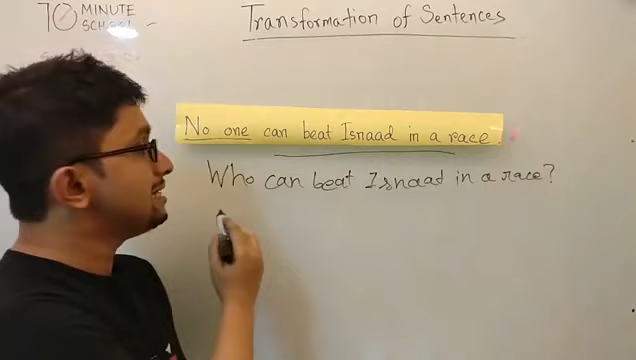 10 MINUTE
SCHOOL
Transformation of Sentences
No one can beat Isnaad in a race.
Who can beat Isnaad in a race?